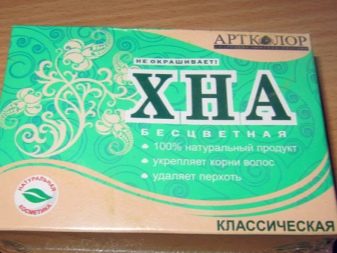 АРТКОЛОР
НЕ ОКРАШИВАЕТ!
ХНА
БЕСЦВЕТНАЯ
• 100% натуральный продукт
• укрепляет корни волос
• удаляет перхоть
НАТУРАЛЬНАЯ
КОСМЕТИКА
КЛАССИЧЕСКАЯ